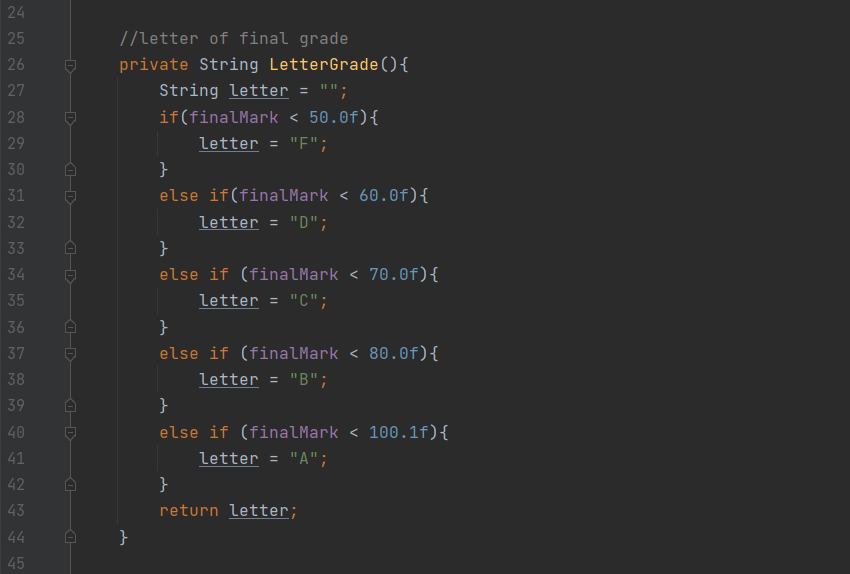 24
25 //letter of final grade
26 private String LetterGrade(){
27 String letter = "";
28 if(finalMark < 50.0f){
29 letter = "F";
30 }
31 else if(finalMark < 60.0f){
32 letter = "D";
33 }
34 else if (finalMark < 70.0f){
35 letter = "C";
36 }
37 else if (finalMark < 80.0f){
38 letter = "B";
39 }
40 else if (finalMark < 100.1f){
41 letter = "A";
42 }
43 return letter;
44 }
45